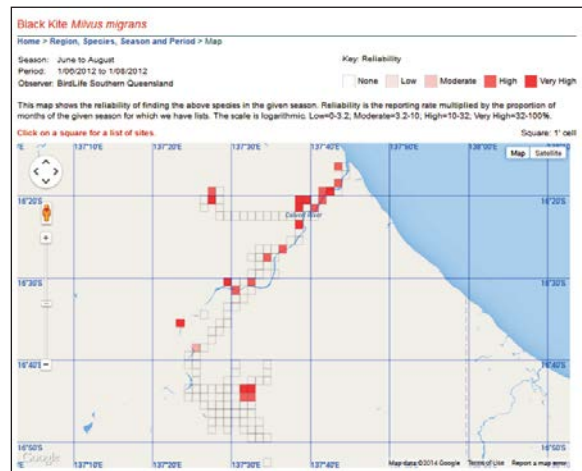 Black Kite Milvus migrans
Home > Region, Species, Season and Period > Map
Season: June to August
Period: 1/06/2012 to 1/08/2012
Observer: BirdLife Southern Queensland
Key: Reliability
None Low Moderate High Very High
This map shows the reliability of finding the above species in the given season. Reliability is the reporting rate multiplied by the proportion of
months of the given season for which we have lists. The scale is logarithmic. Low=0-3.2; Moderate=3.2-10; High=10-32; Very High=32-100%.
Click on a square for a list of sites.
Square: 1' cell
137°10'E 137°20'E 137°30'E 137°40'E 137°50'E 138°00'E
Map Satellite
16°20'S 16°20'S
Calvert River
16°30'S 16°30'S
16°40'S 16°40'S
16°50'S 16°50'S
Google
137°10'E 137°20'E 137°30'E 137°40'E
Map data ©2014 Google Terms of Use Report a map error